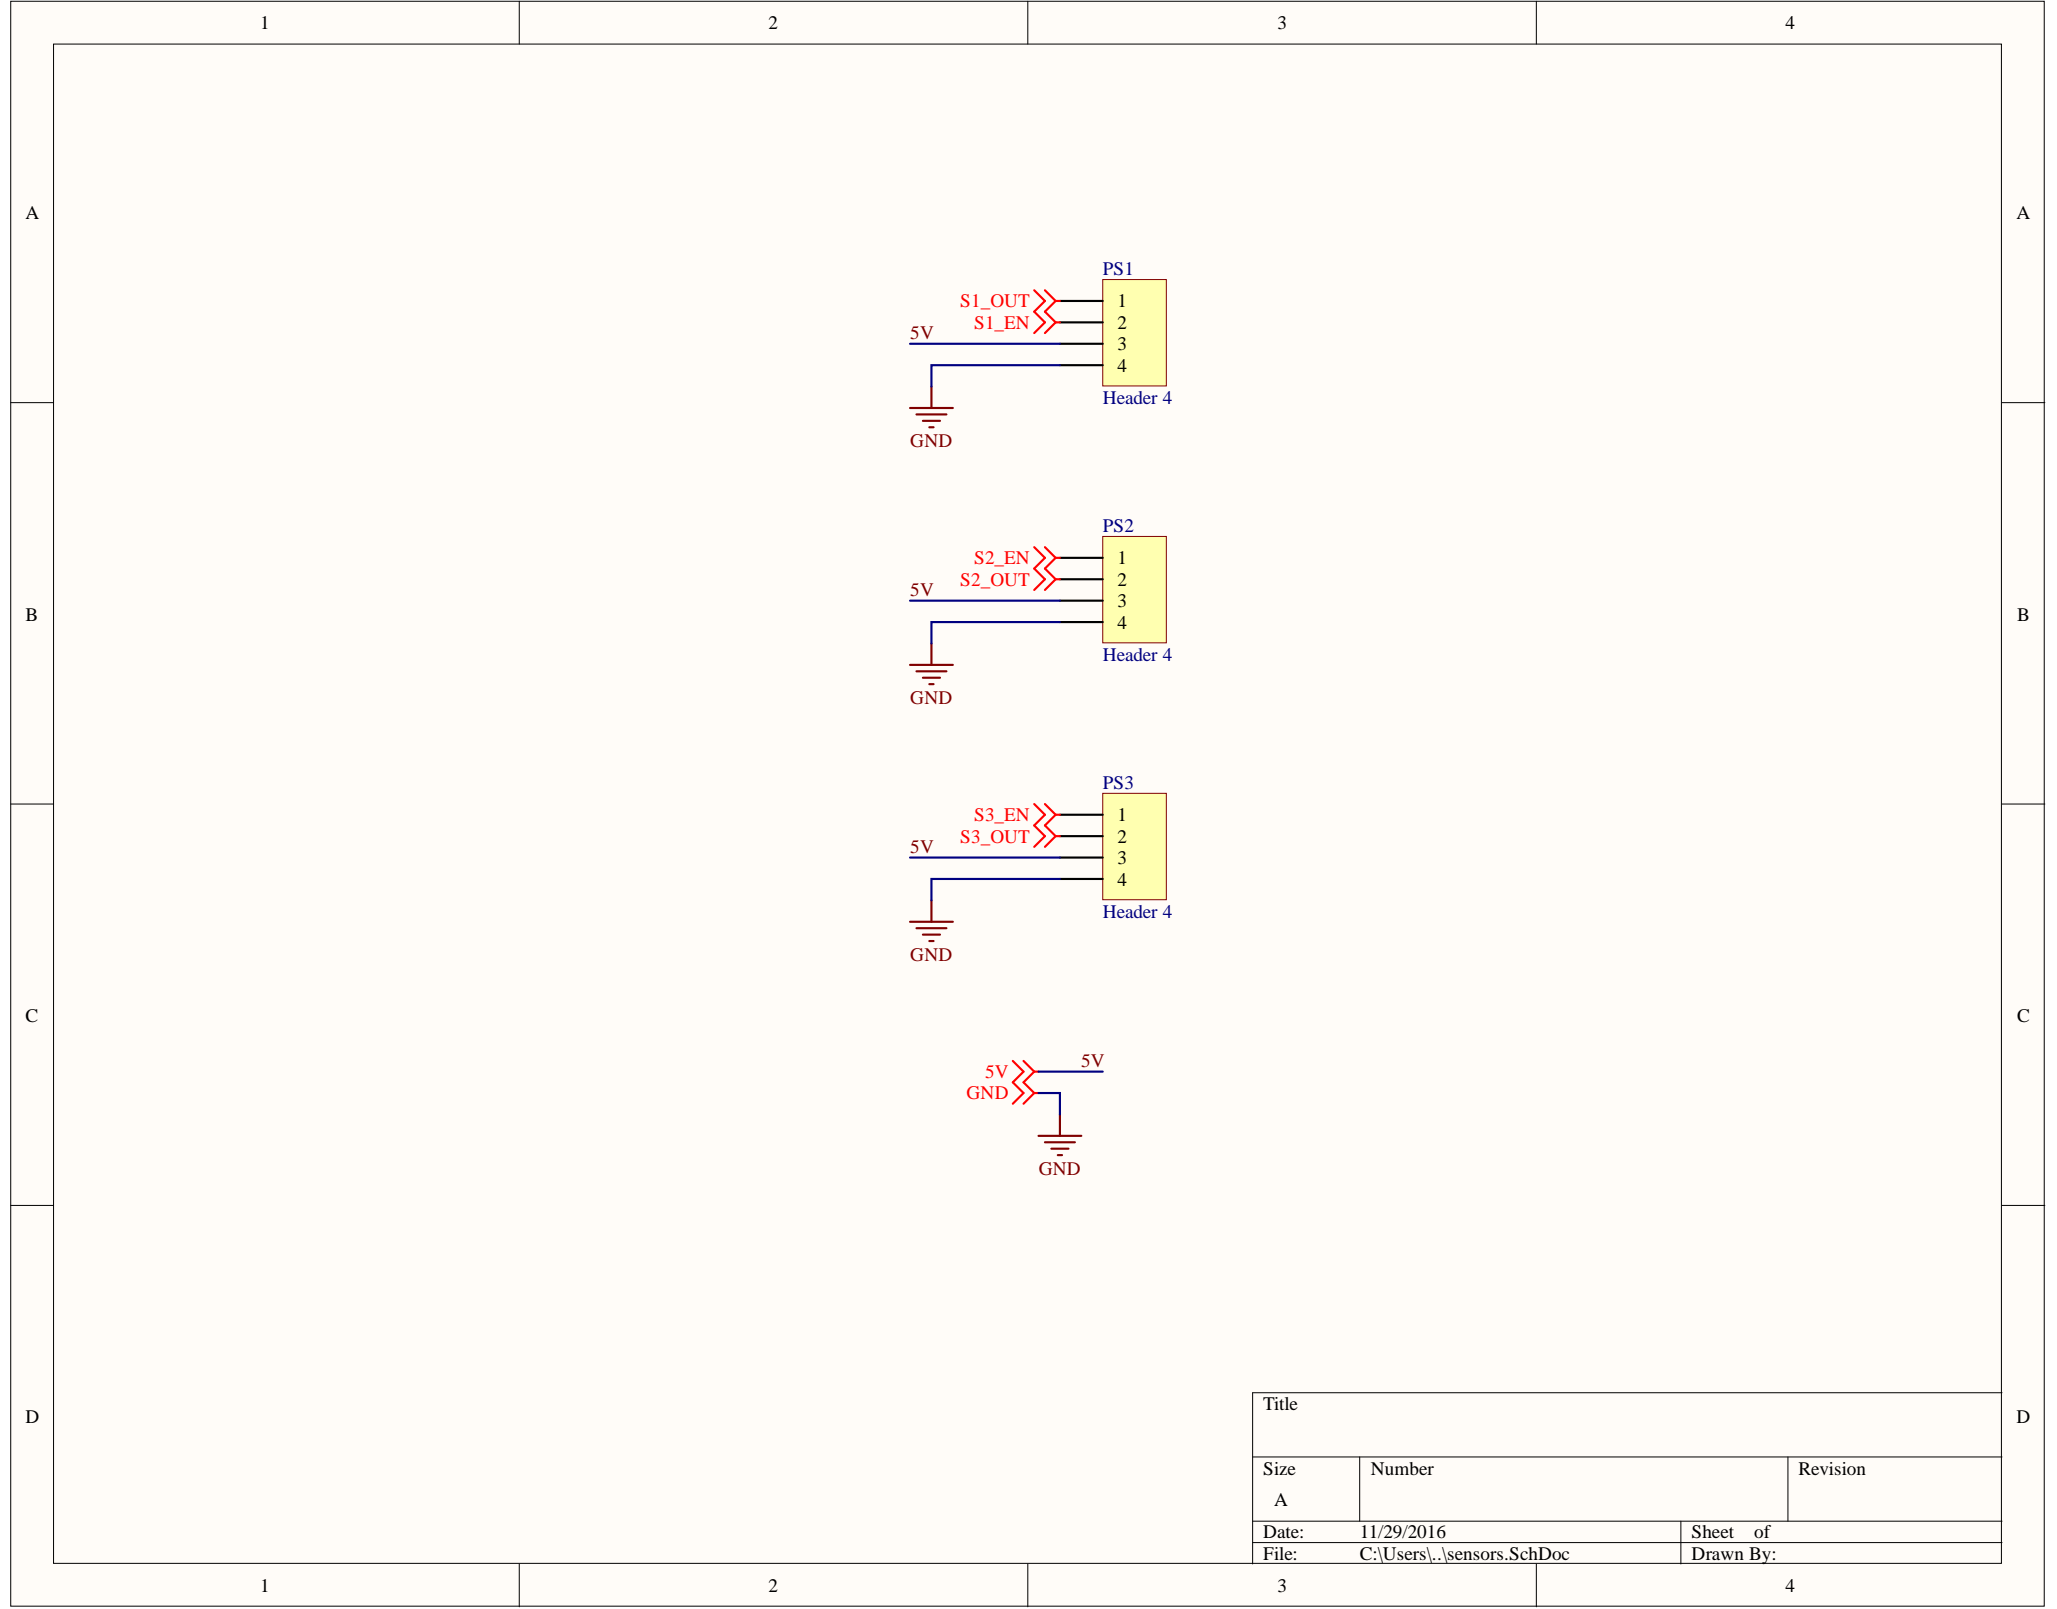 1 2 3 4
A A
PS1
S1_OUT 1
S1_EN 2
5V 3
4
Header 4
GND
PS2
S2_EN 1
S2_OUT 2
5V 3
4
B B
Header 4
GND
PS3
S3_EN 1
S3_OUT 2
5V 3
4
Header 4
GND
C C
5V 5V
GND
GND
Title
D D
Size Number Revision
A
Date: 11/29/2016 Sheet of
File: C:\Users\..\sensors.SchDoc Drawn By:
1 2 3 4